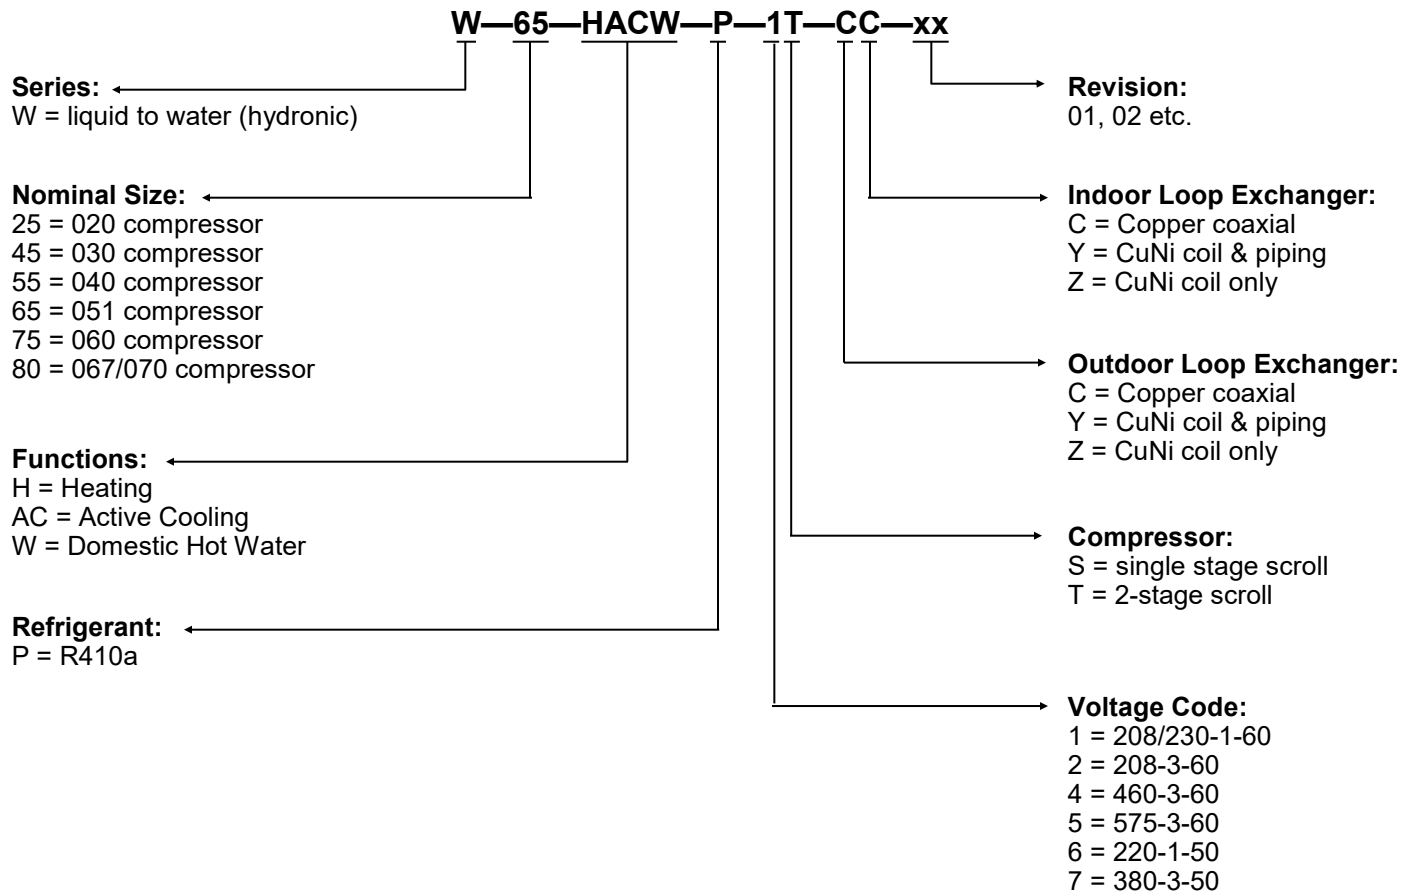 W—65—HACW—P—1T—CC—xx
Series:
W = liquid to water (hydronic)
Nominal Size:
25 = 020 compressor
45 = 030 compressor
55 = 040 compressor
65 = 051 compressor
75 = 060 compressor
80 = 067/070 compressor
Functions:
H = Heating
AC = Active Cooling
W = Domestic Hot Water
Refrigerant:
P = R410a
Revision:
01, 02 etc.
Indoor Loop Exchanger:
C = Copper coaxial
Y = CuNi coil & piping
Z = CuNi coil only
Outdoor Loop Exchanger:
C = Copper coaxial
Y = CuNi coil & piping
Z = CuNi coil only
Compressor:
S = single stage scroll
T = 2-stage scroll
Voltage Code:
1 = 208/230-1-60
2 = 208-3-60
4 = 460-3-60
5 = 575-3-60
6 = 220-1-50
7 = 380-3-50